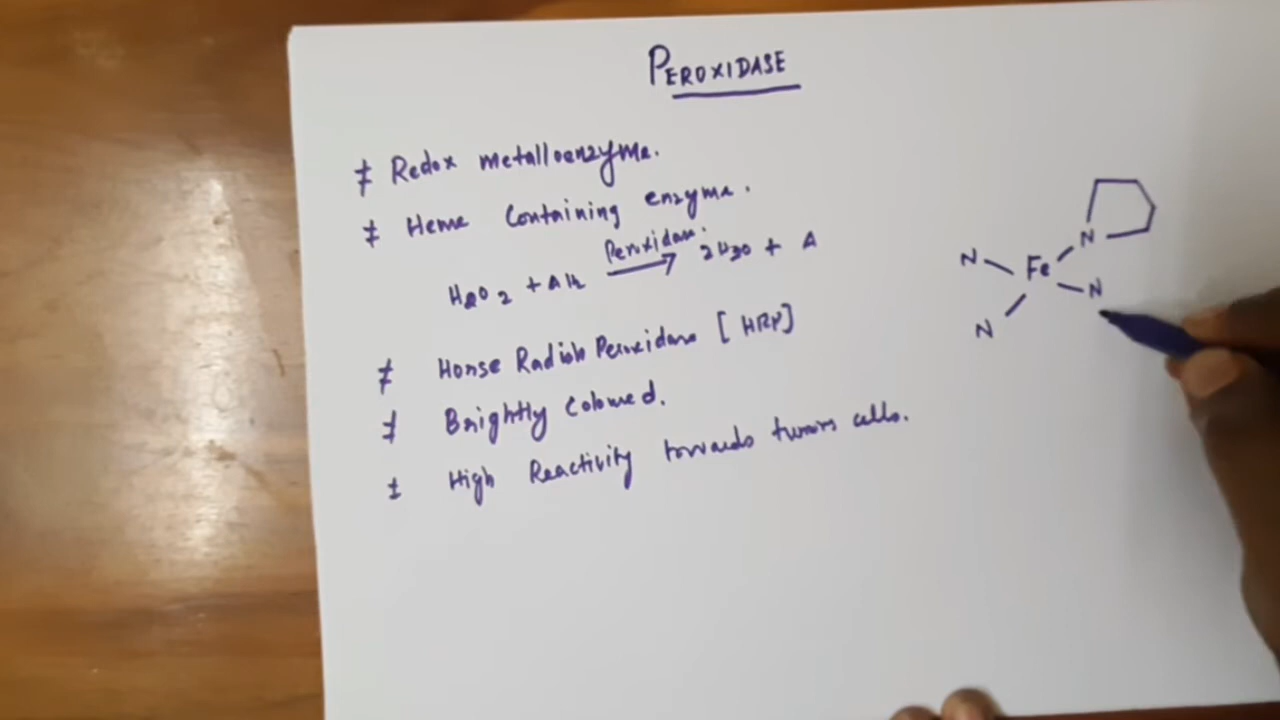 PEROXIDASE
‡ Redox metalloenzyme.
‡ Heme Containing enzyme.
H2O2 + AH2 Peroxidase. 2H2O + A
‡ Horse Radish Peroxidase [HRP]
‡ Brightly Coloured.
‡ High Reactivity towards tumors cells.
N
N Fe N
N